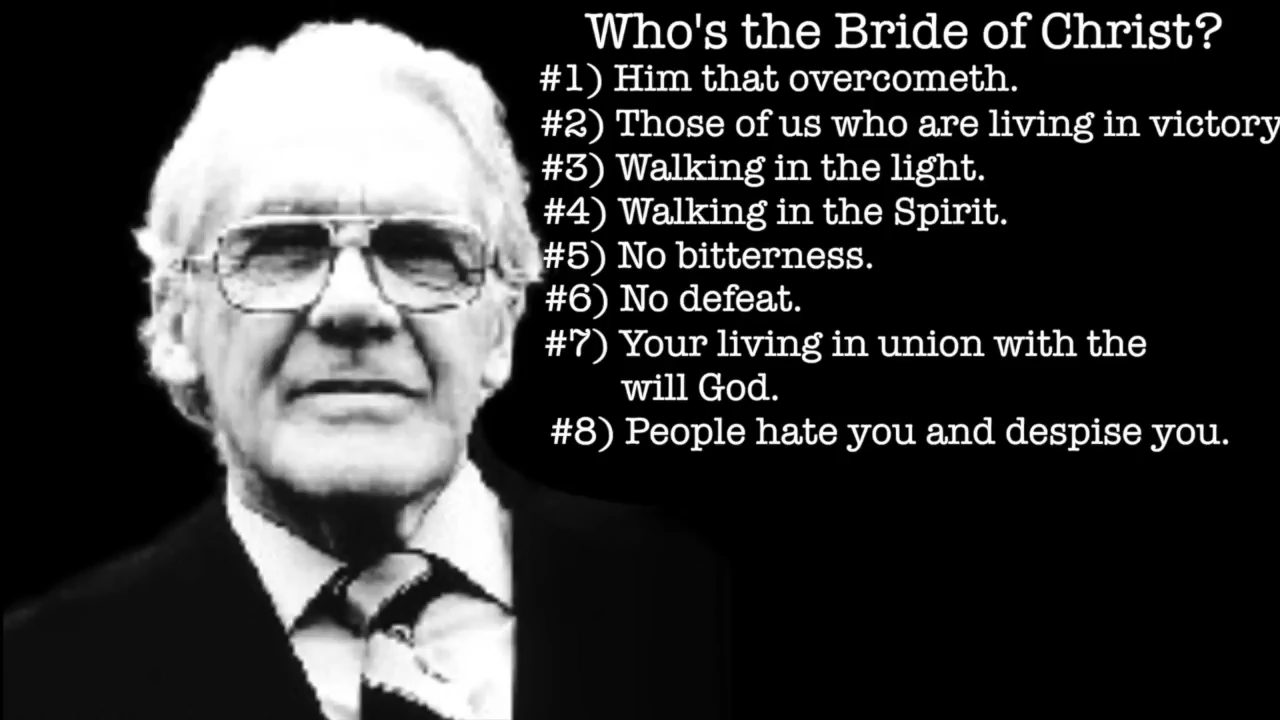 Who's the Bride of Christ?
#1) Him that overcometh.
#2) Those of us who are living in victory
#3) Walking in the light.
#4) Walking in the Spirit.
#5) No bitterness.
#6) No defeat.
#7) Your living in union with the
will God.
#8) People hate you and despise you.